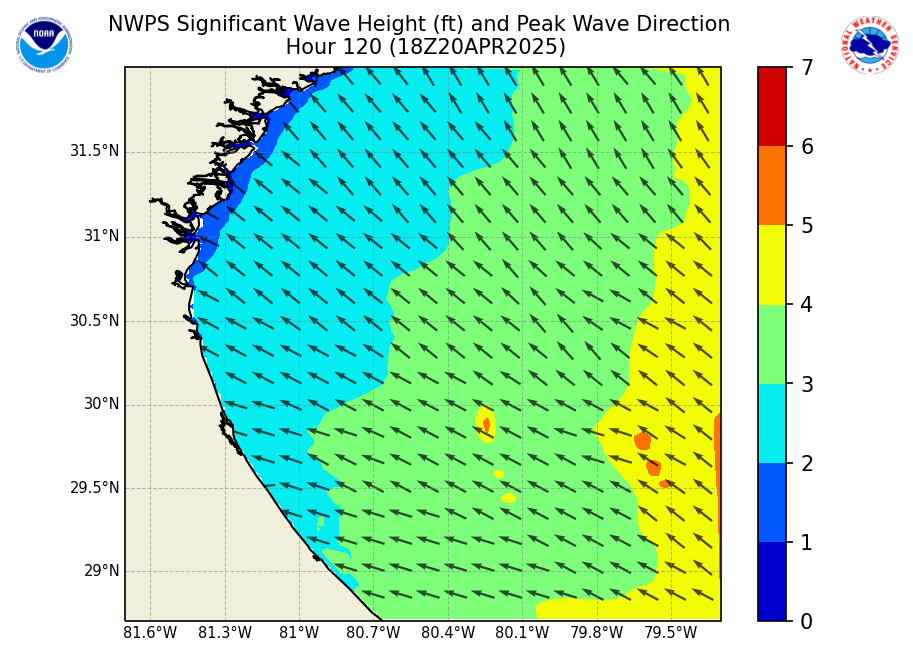 NWPS Significant Wave Height (ft) and Peak Wave Direction
Hour 120 (18Z20APR2025)
NOAA
NATIONAL WEATHER SERVICE
7
6
5
4
3
2
1
0
31.5°N
31°N
30.5°N
30°N
29.5°N
29°N
81.6°W 81.3°W 81°W 80.7°W 80.4°W 80.1°W 79.8°W 79.5°W